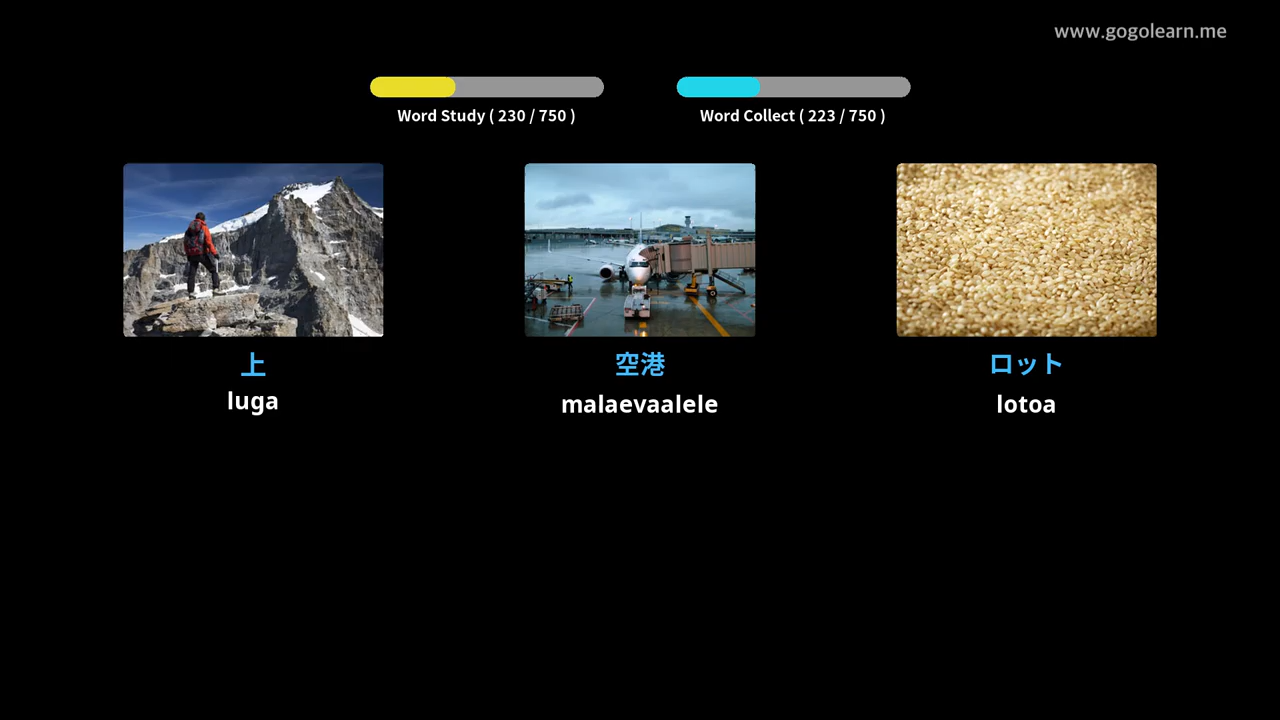 www.gogolearn.me
Word Study ( 230 / 750 )
Word Collect ( 223 / 750 )
上
luga
空港
malaevaalele
ロット
lotoa